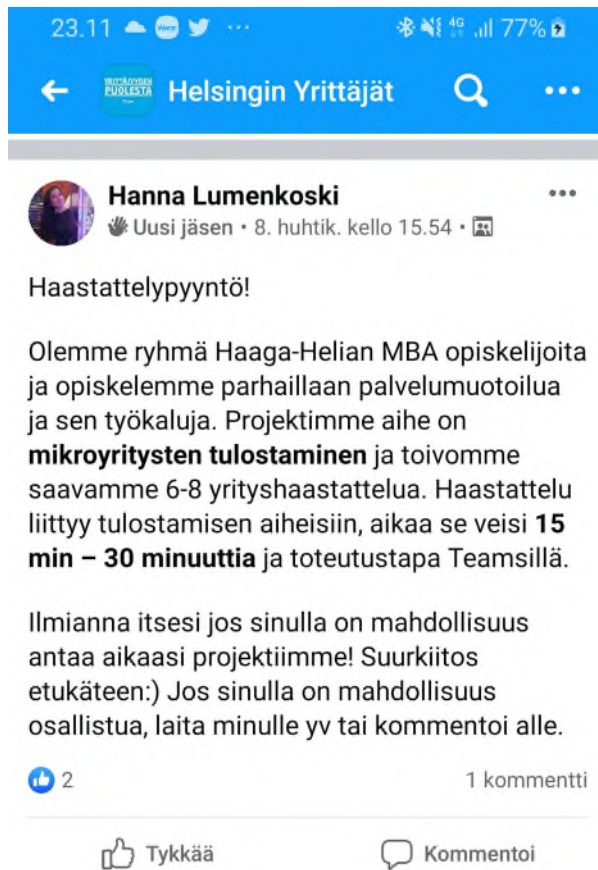 23.11 ... 4G 77%
YRITTÄJYYDEN
PUOLESTA
Helsingin Yrittäjät
Hanna Lumenkoski
Uusi jäsen • 8. huhtik. kello 15.54 •
Haastattelypyyntö!
Olemme ryhmä Haaga-Helian MBA opiskelijoita
ja opiskelemme parhaillaan palvelumuotoilua
ja sen työkaluja. Projektimme aihe on
mikroyritysten tulostaminen ja toivomme
saavamme 6-8 yrityshaastattelua. Haastattelu
liittyy tulostamisen aiheisiin, aikaa se veisi 15
min – 30 minuuttia ja toteutustapa Teamsillä.
Ilmianna itsesi jos sinulla on mahdollisuus
antaa aikaasi projektiimme! Suurkiitos
etukäteen:) Jos sinulla on mahdollisuus
osallistua, laita minulle yv tai kommentoi alle.
2 1 kommentti
Tykkää Kommentoi